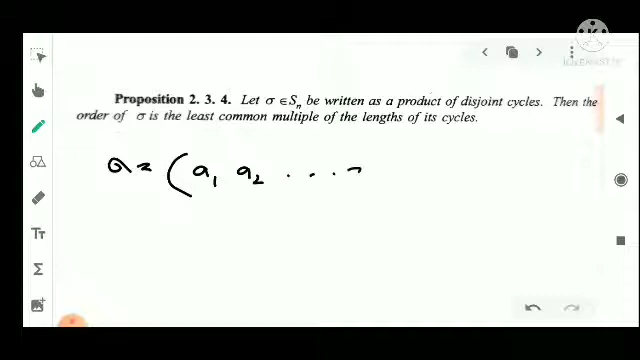 Proposition 2. 3. 4. Let σ ∈ Sₙ be written as a product of disjoint cycles. Then the
order of σ is the least common multiple of the lengths of its cycles.
σ = ( a₁ a₂ . . .